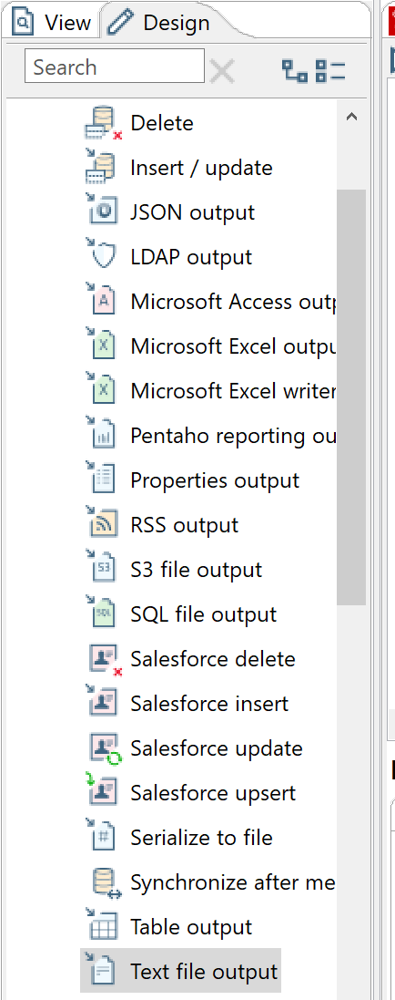 View Design
Search
Delete
Insert / update
JSON output
LDAP output
Microsoft Access outp
Microsoft Excel outpu
Microsoft Excel writer
Pentaho reporting ou
Properties output
RSS output
S3 file output
SQL file output
Salesforce delete
Salesforce insert
Salesforce update
Salesforce upsert
Serialize to file
Synchronize after me
Table output
Text file output